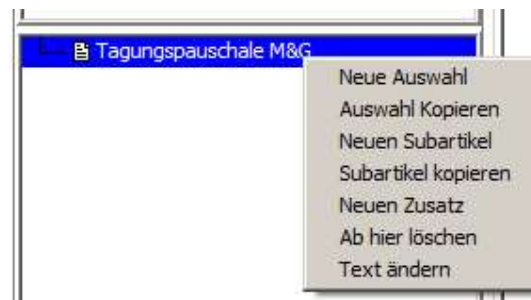 Tagungspauschale M&G
Neue Auswahl
Auswahl Kopieren
Neuen Subartikel
Subartikel kopieren
Neuen Zusatz
Ab hier löschen
Text ändern